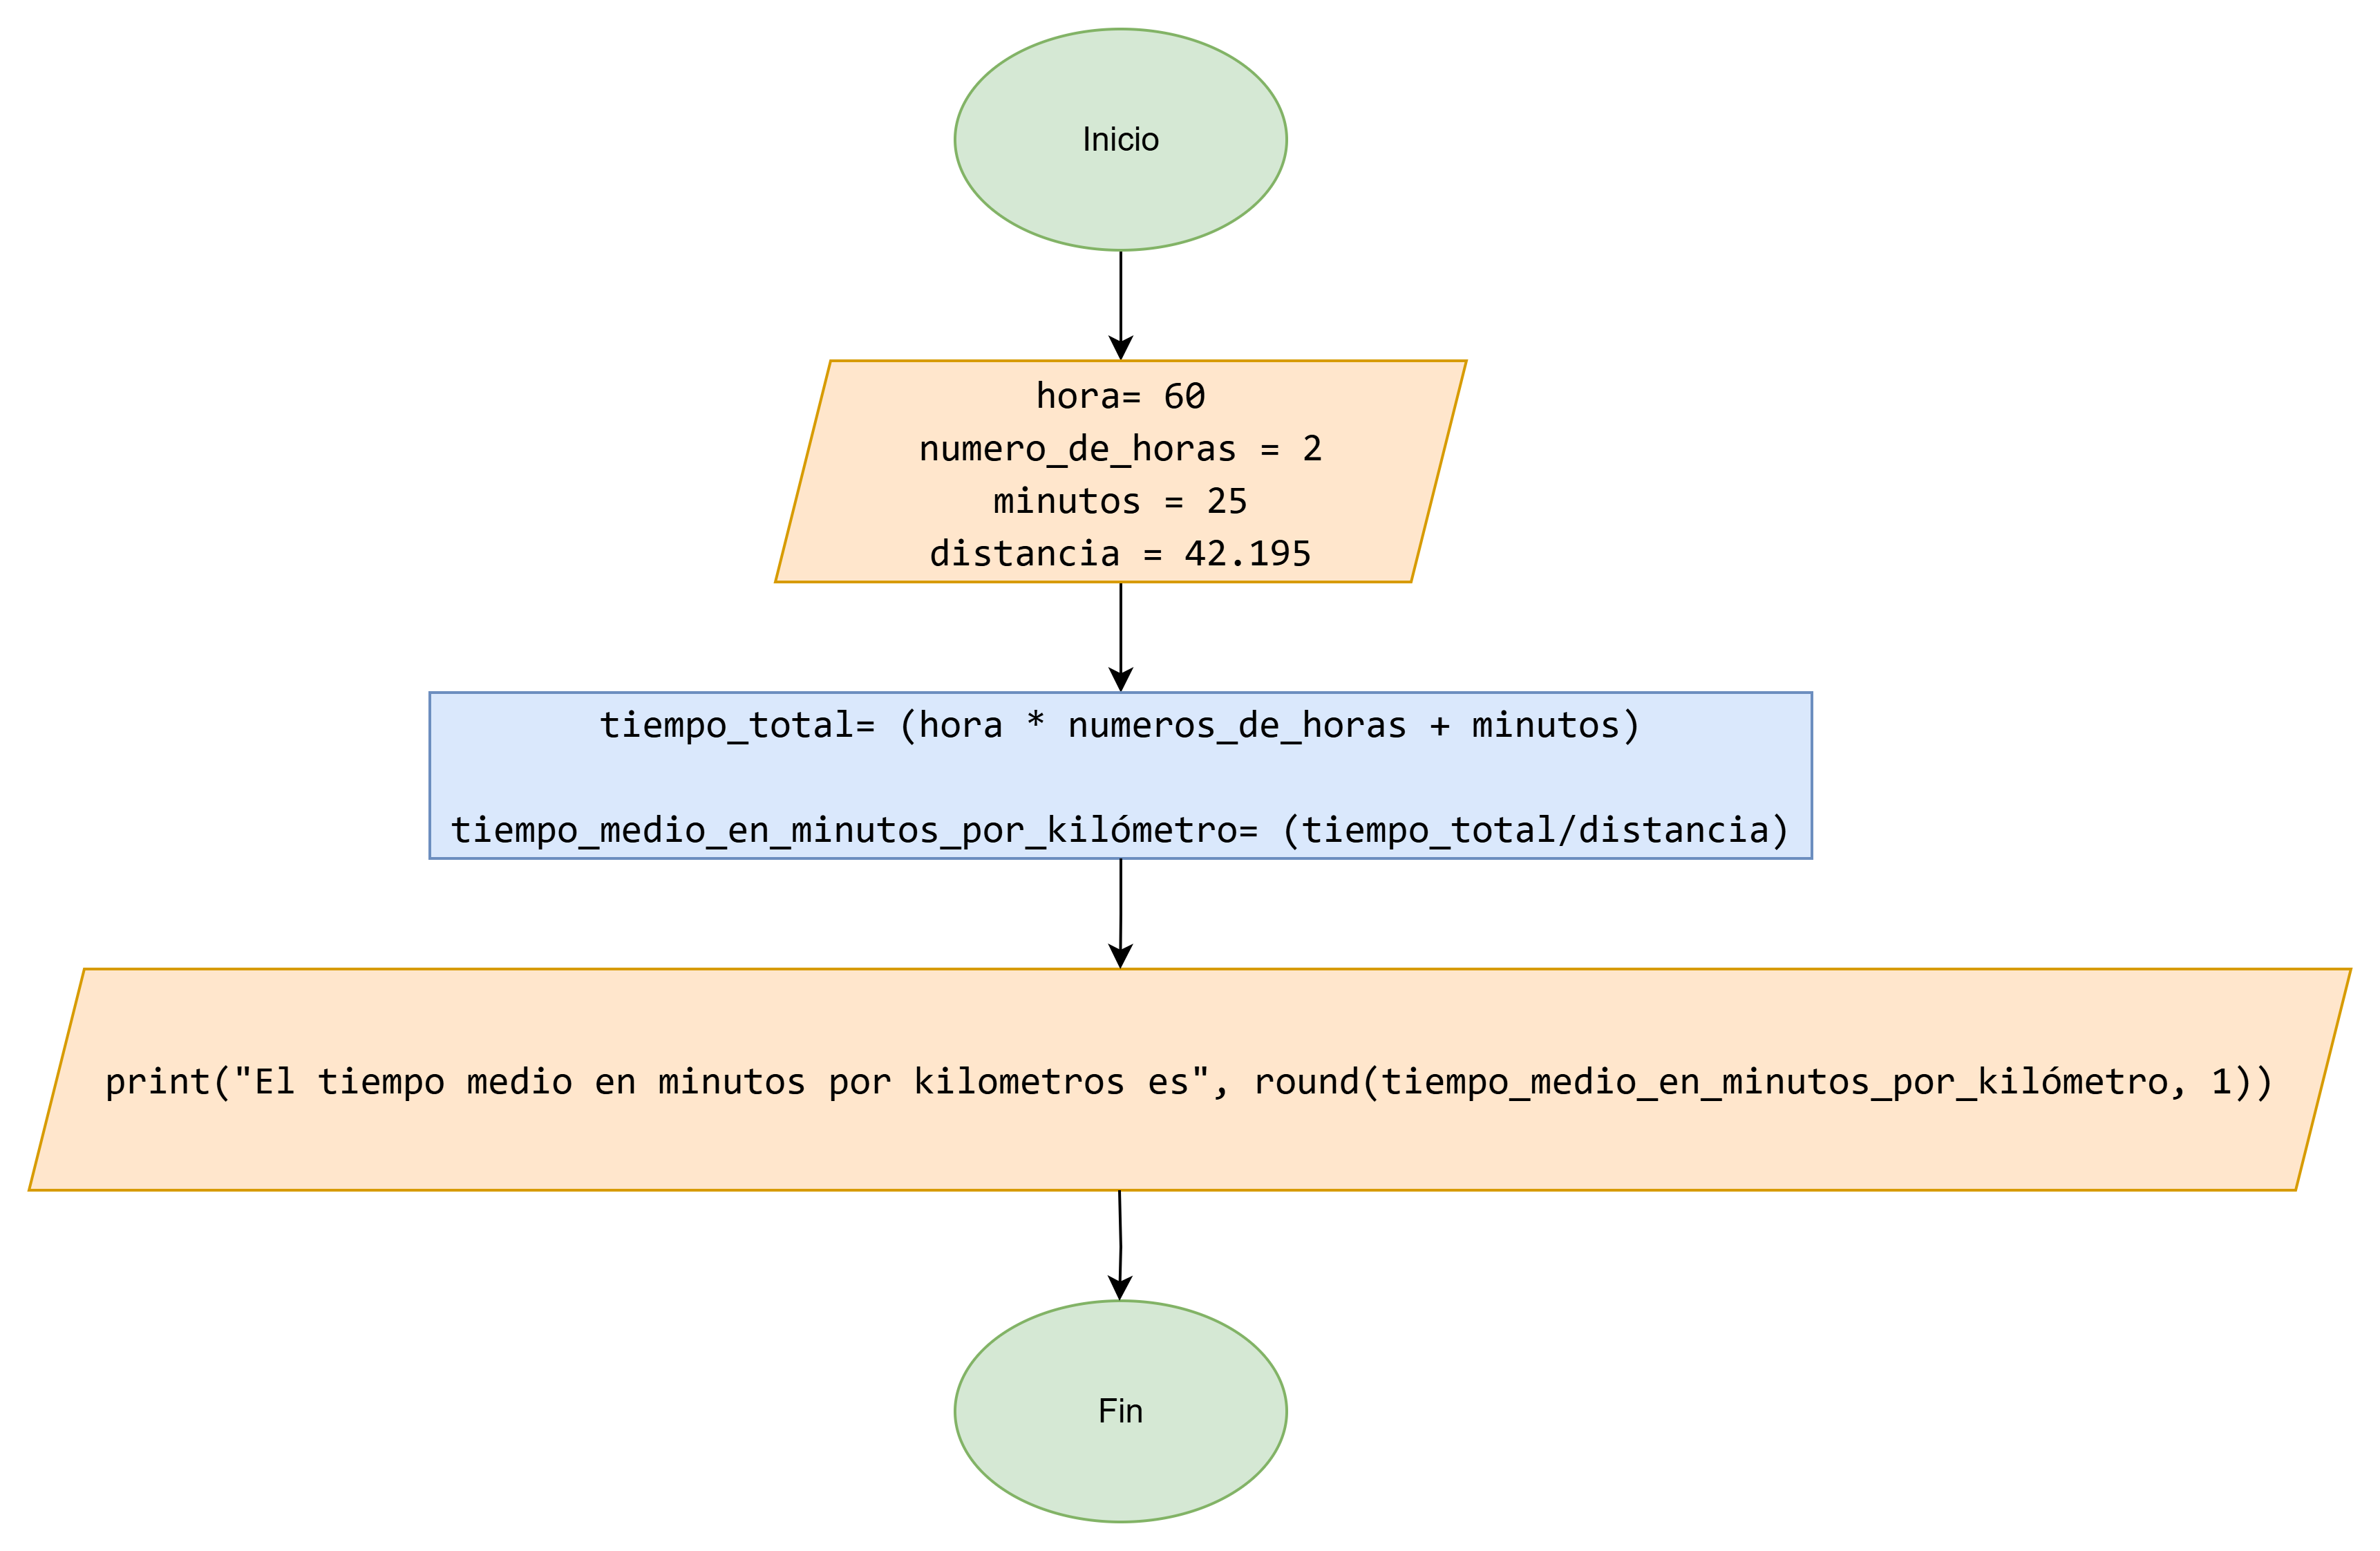 Inicio
hora= 60
numero_de_horas = 2
minutos = 25
distancia = 42.195
tiempo_total= (hora * numeros_de_horas + minutos)
tiempo_medio_en_minutos_por_kilómetro= (tiempo_total/distancia)
print("El tiempo medio en minutos por kilometros es", round(tiempo_medio_en_minutos_por_kilómetro, 1))
Fin